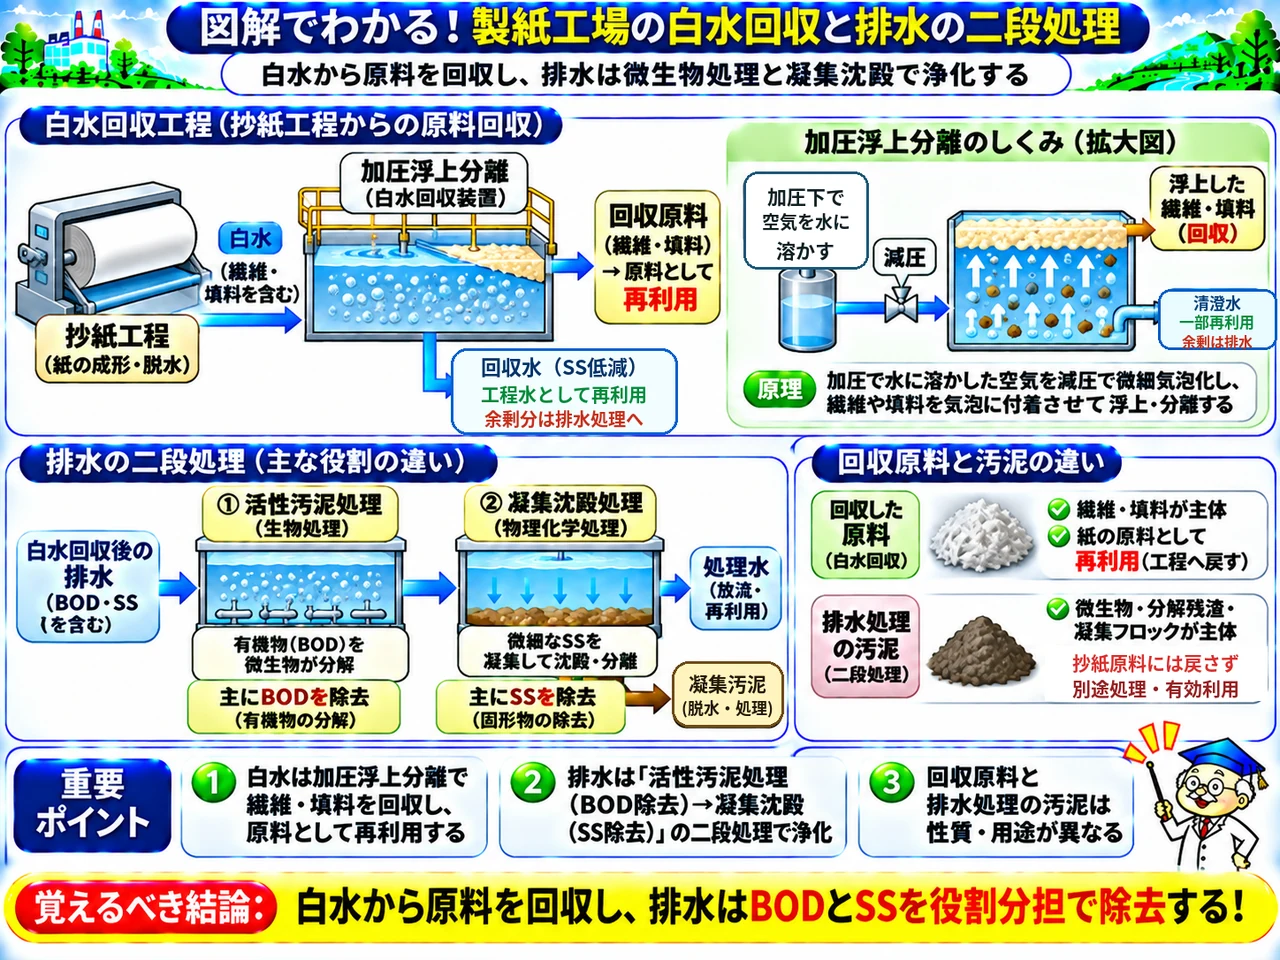 図解でわかる！製紙工場の白水回収と排水の二段処理
白水から原料を回収し、排水は微生物処理と凝集沈殿で浄化する
白水回収工程（抄紙工程からの原料回収）
抄紙工程
（紙の成形・脱水）
白水
（繊維・
填料を含む）
加圧浮上分離
（白水回収装置）
回収原料
（繊維・填料）
→ 原料として
再利用
回収水（SS低減）
工程水として再利用
余剰分は排水処理へ
加圧浮上分離のしくみ（拡大図）
加圧下で
空気を水に
溶かす
減圧
浮上した
繊維・填料
（回収）
清澄水
一部再利用
余剰は排水
原理
加圧で水に溶かした空気を減圧で微細気泡化し、
繊維や填料を気泡に付着させて浮上・分離する
排水の二段処理（主な役割の違い）
白水回収後の
排水
（BOD・SS
（を含む）
① 活性汚泥処理
（生物処理）
有機物（BOD）を
微生物が分解
主にBODを除去
（有機物の分解）
② 凝集沈殿処理
（物理化学処理）
微細なSSを
凝集して沈殿・分離
主にSSを除去
（固形物の除去）
処理水
（放流・
再利用）
凝集汚泥
（脱水・処理）
回収原料と汚泥の違い
回収した
原料
（白水回収）
繊維・填料が主体
紙の原料として
再利用（工程へ戻す）
排水処理
の汚泥
（二段処理）
微生物・分解残渣・
凝集フロックが主体
抄紙原料には戻さず
別途処理・有効利用
重要
ポイント
1
白水は加圧浮上分離で
繊維・填料を回収し、
原料として再利用する
2
排水は「活性汚泥処理
（BOD除去）→凝集沈殿
（SS除去）」の二段処理で浄化
3
回収原料と
排水処理の汚泥は
性質・用途が異なる
覚えるべき結論：
白水から原料を回収し、排水はBODとSSを役割分担で除去する！